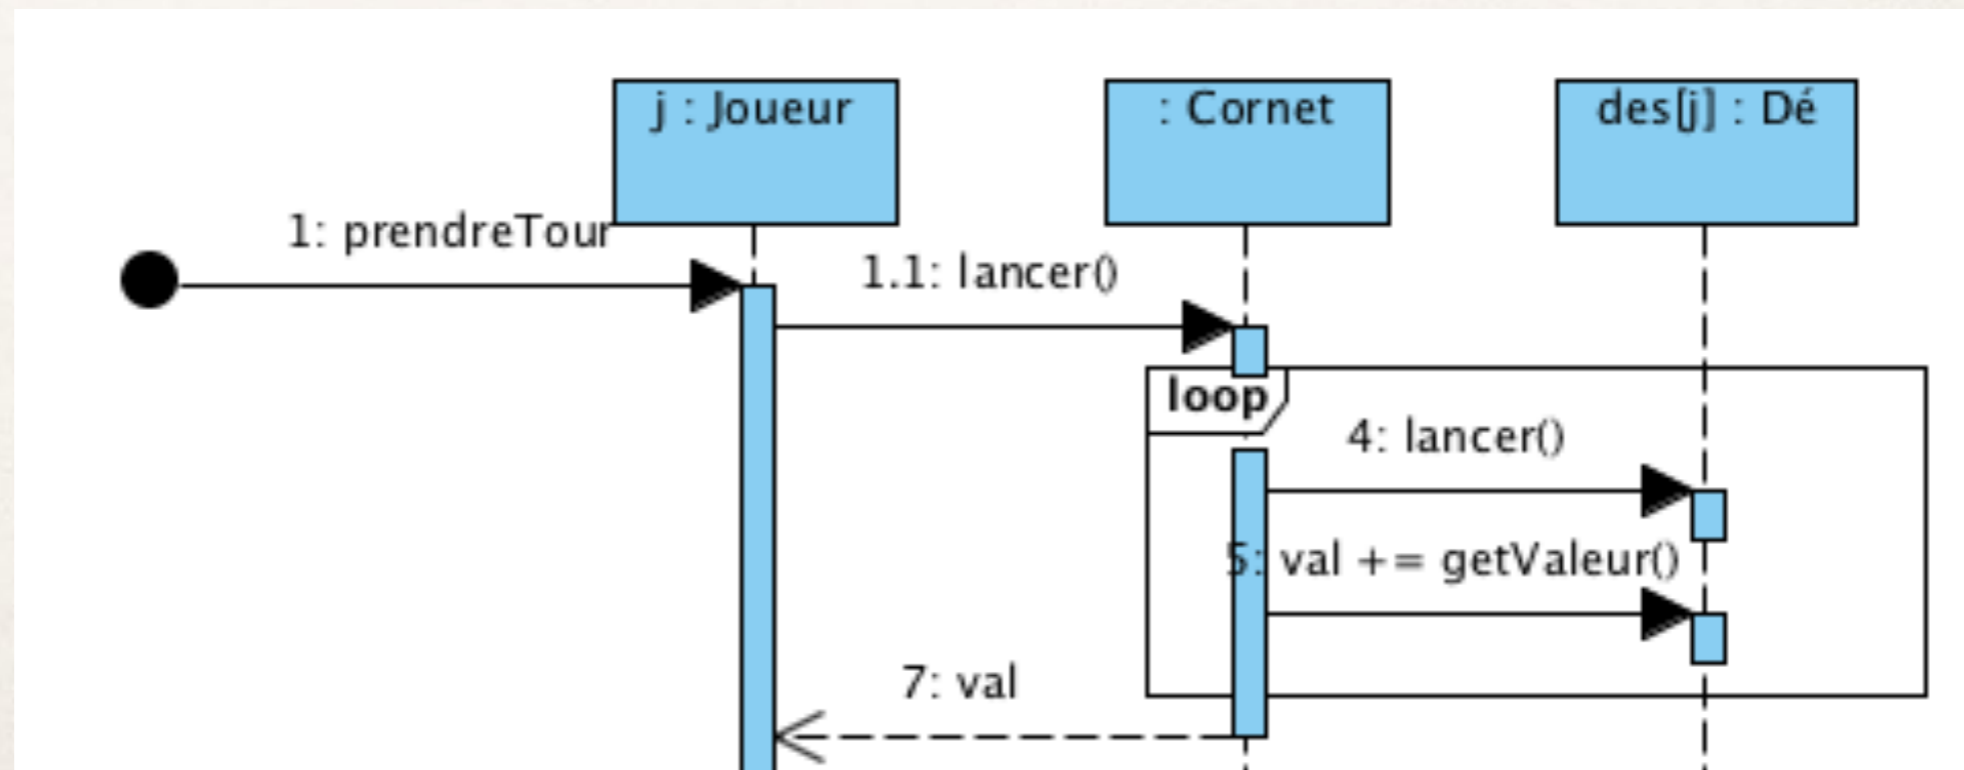 j : Joueur
: Cornet
des[j] : Dé
1: prendreTour
1.1: lancer()
loop
4: lancer()
5: val += getValeur()
7: val